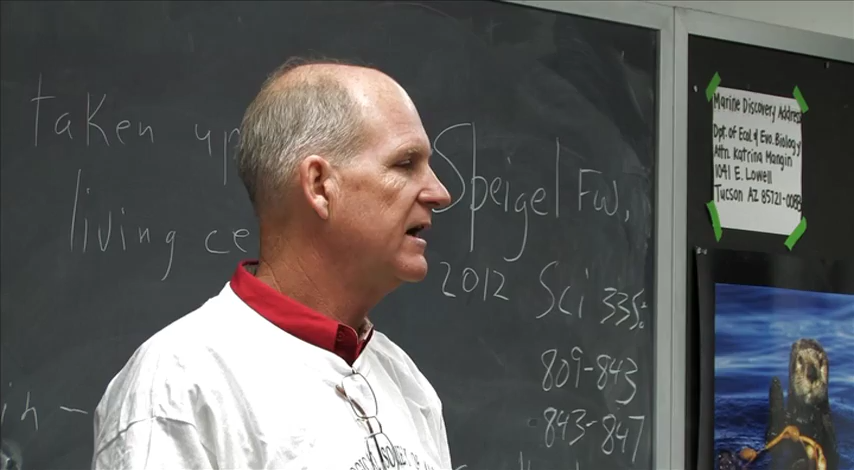 taken up
living ce
in -
Speigel FW,
2012 Sci 335:
809-843
843-847
Marine Discovery Address
Dpt. of Ecol. & Evo. Biology
Attn. Katrina Mangin
1041 E. Lowell
Tucson AZ 85721-0088